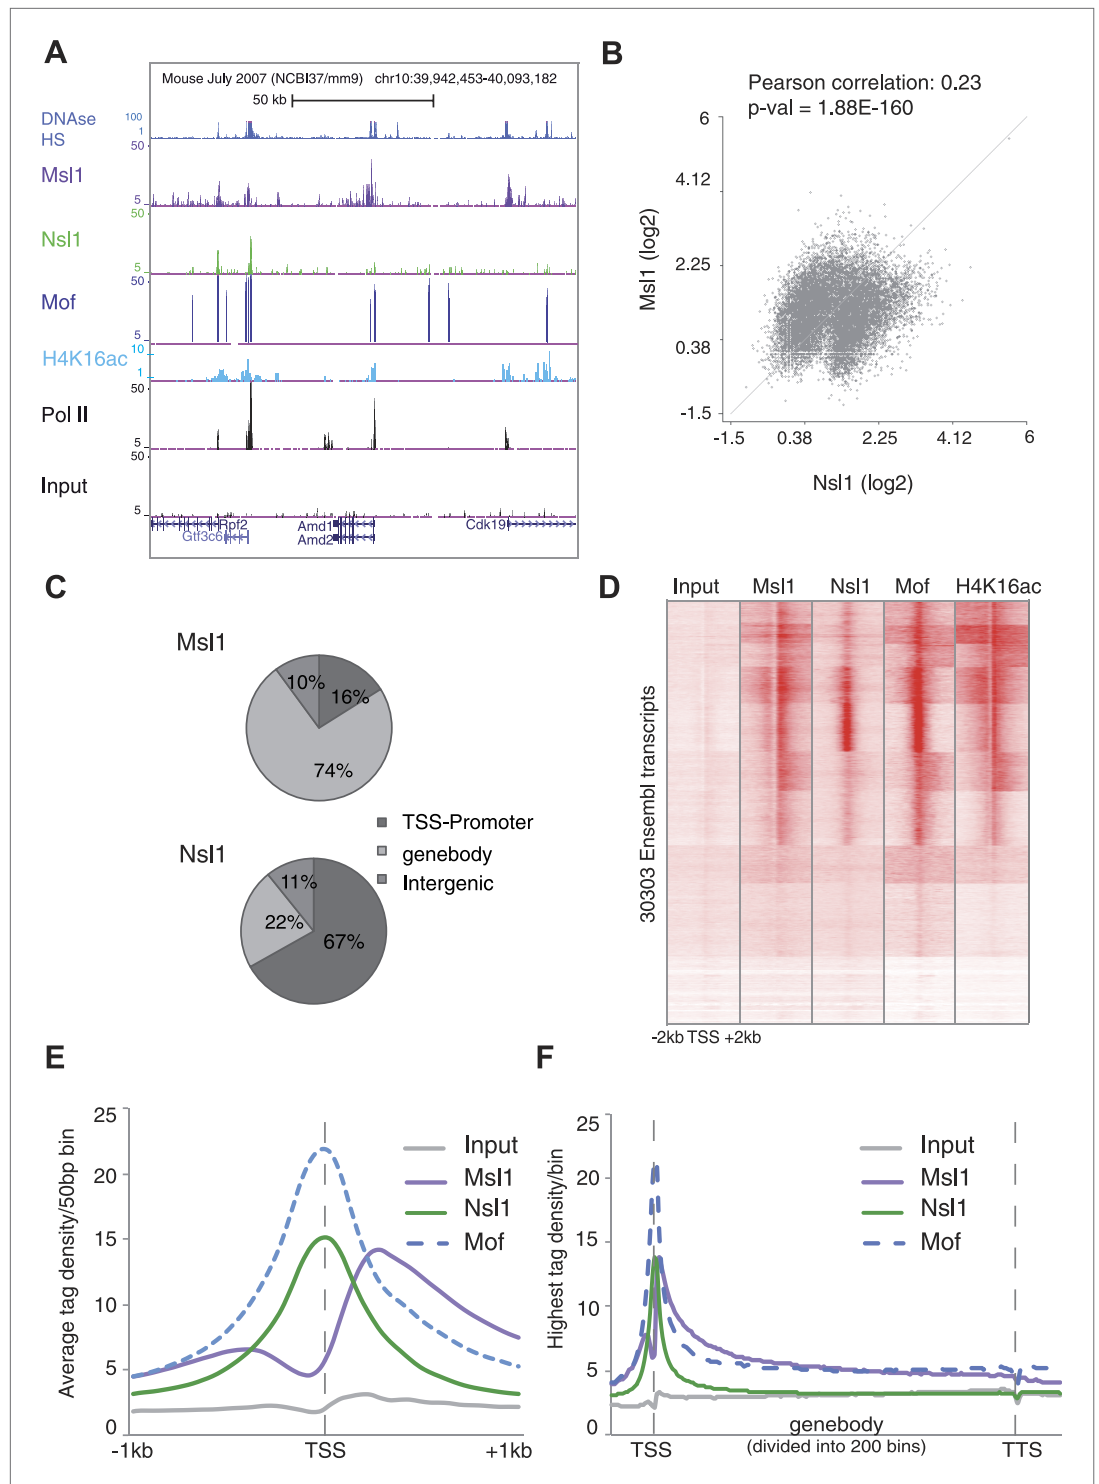 A
Mouse July 2007 (NCBI37/mm9) chr10:39,942,453-40,093,182
50 kb
DNAse HS
100
1
Msl1
50
5
Nsl1
50
5
Mof
50
5
H4K16ac
10
1
Pol II
50
5
Input
50
5
Rpf2
Gtf3c6
Amd1
Amd2
Cdk19
B
Pearson correlation: 0.23
p-val = 1.88E-160
6
4.12
2.25
0.38
-1.5
Msl1 (log2)
-1.5 0.38 2.25 4.12 6
Nsl1 (log2)
C
Msl1
10%
16%
74%
TSS-Promoter
genebody
Intergenic
Nsl1
11%
22%
67%
D
Input Msl1 Nsl1 Mof H4K16ac
30303 Ensembl transcripts
-2kb TSS +2kb
E
Average tag density/50bp bin
25
20
15
10
5
0
-1kb TSS +1kb
Input
Msl1
Nsl1
Mof
F
Highest tag density/bin
25
20
15
10
5
0
Input
Msl1
Nsl1
Mof
genebody
(divided into 200 bins)
TSS TTS